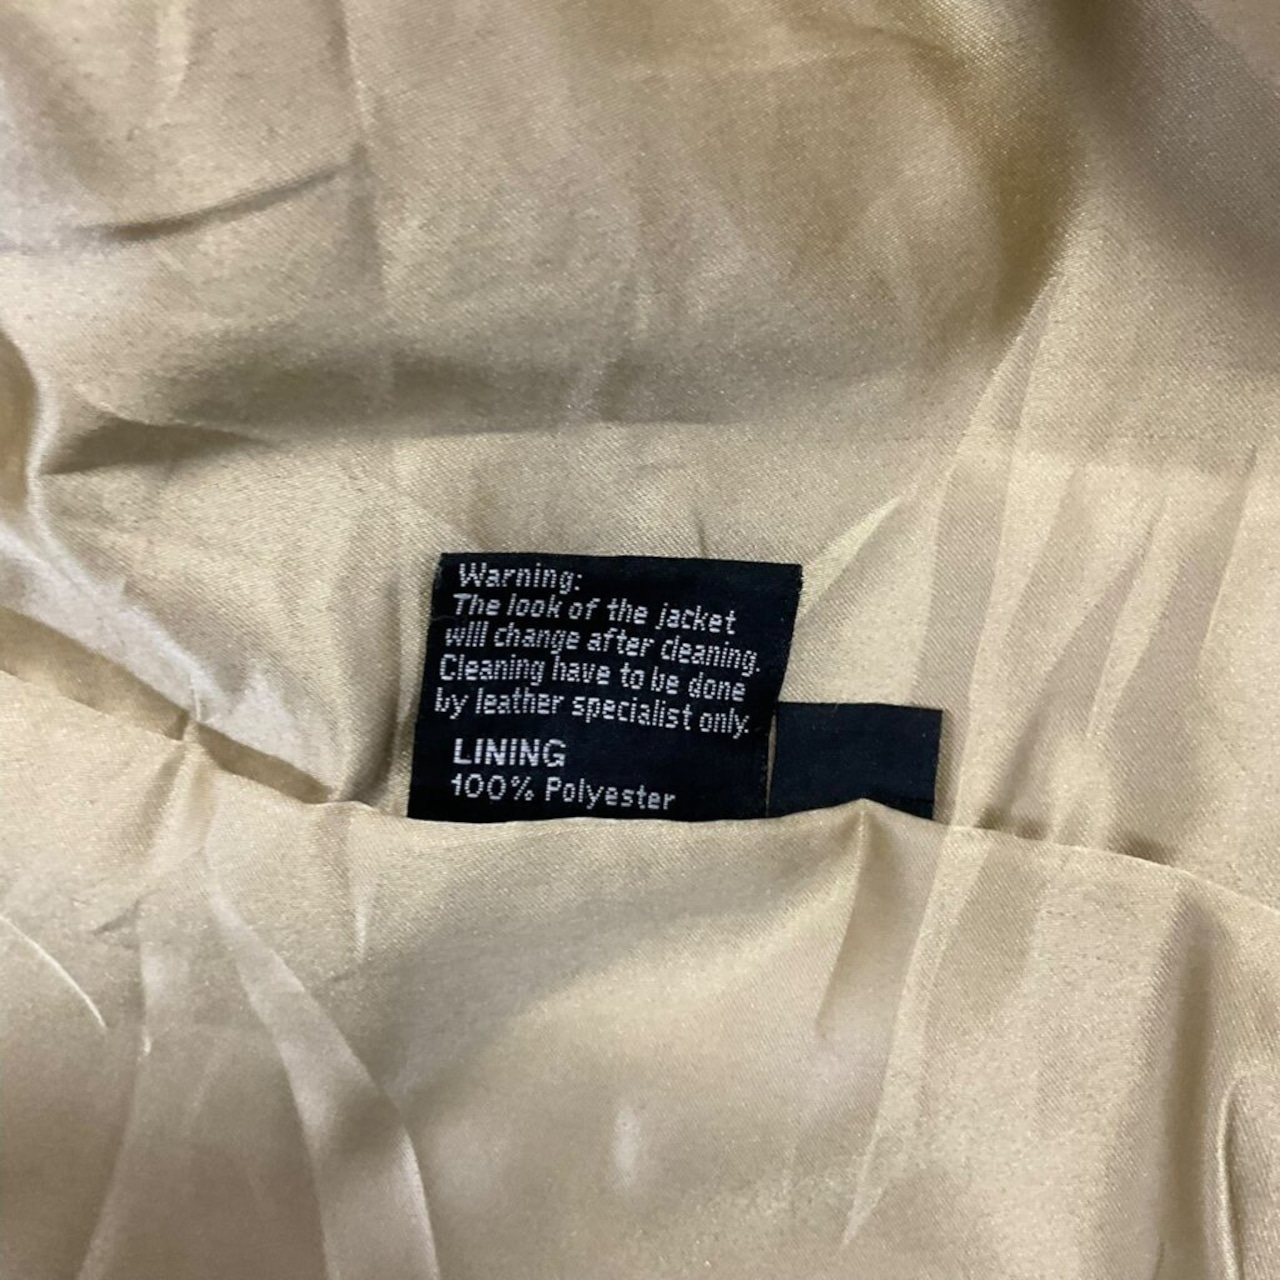 Warning:
The look of the jacket
will change after cleaning.
Cleaning have to be done
by leather specialist only.
LINING
100% Polyester